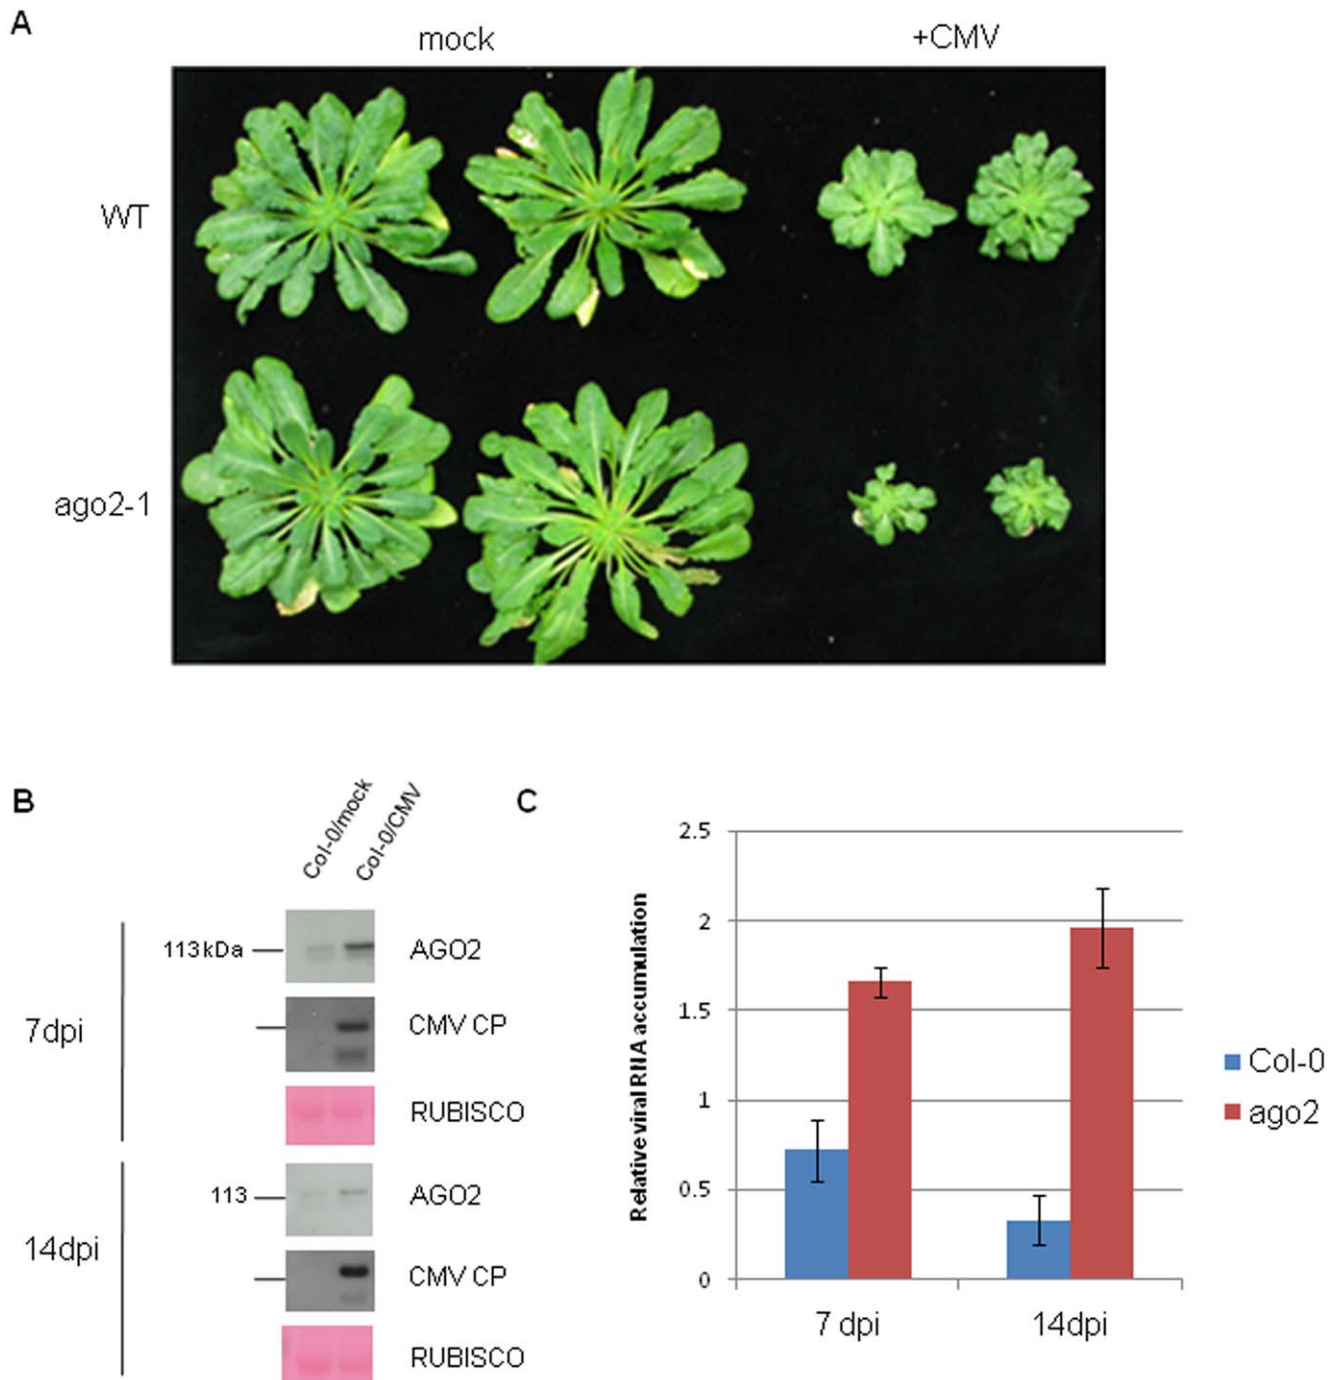 A
mock
+CMV
WT
ago2-1
B
Col-0/mock
Col-0/CMV
113kDa
AGO2
CMV CP
7dpi
RUBISCO
113
AGO2
14dpi
CMV CP
RUBISCO
C
2.5
2
1.5
1
0.5
0
Relative viral RNA accumulation
7 dpi
14dpi
Col-0
ago2